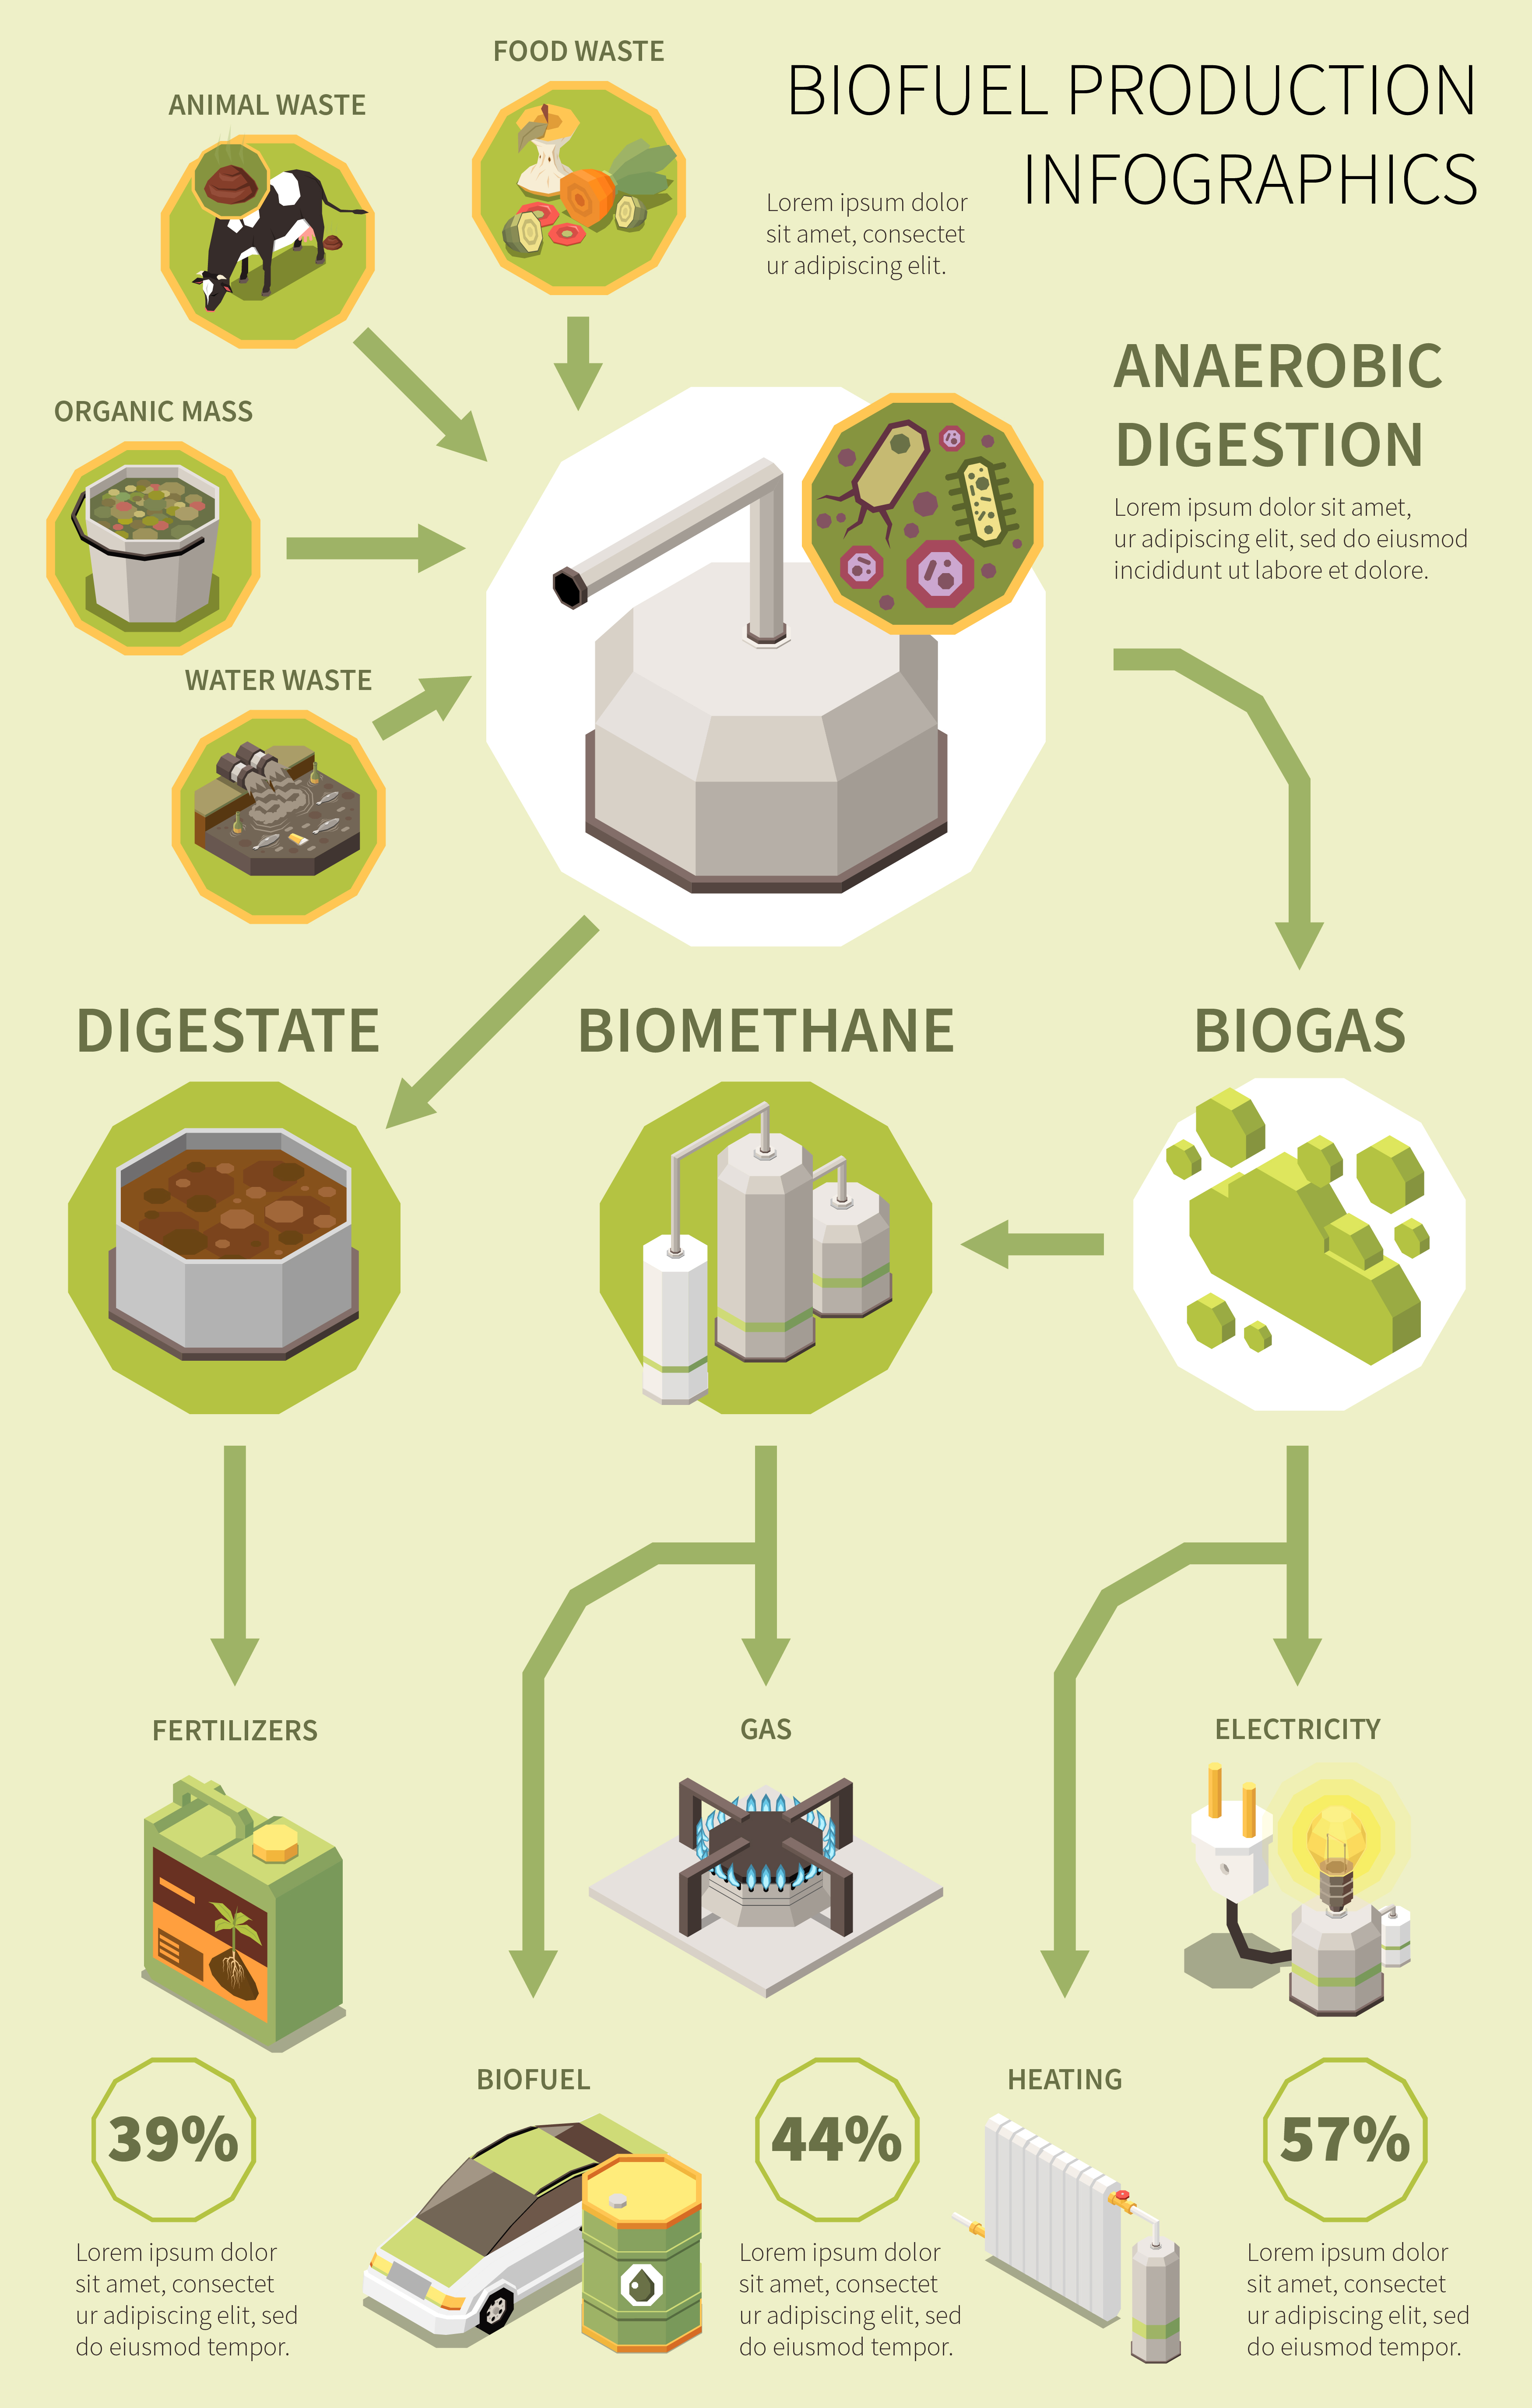 FOOD WASTE
ANIMAL WASTE
BIOFUEL PRODUCTION
INFOGRAPHICS
Lorem ipsum dolor
sit amet, consectet
ur adipiscing elit.
ORGANIC MASS
WATER WASTE
ANAEROBIC
DIGESTION
Lorem ipsum dolor sit amet,
ur adipiscing elit, sed do eiusmod
incididunt ut labore et dolore.
DIGESTATE
BIOMETHANE
BIOGAS
FERTILIZERS
GAS
ELECTRICITY
BIOFUEL
HEATING
39%
Lorem ipsum dolor
sit amet, consectet
ur adipiscing elit, sed
do eiusmod tempor.
44%
Lorem ipsum dolor
sit amet, consectet
ur adipiscing elit, sed
do eiusmod tempor.
57%
Lorem ipsum dolor
sit amet, consectet
ur adipiscing elit, sed
do eiusmod tempor.